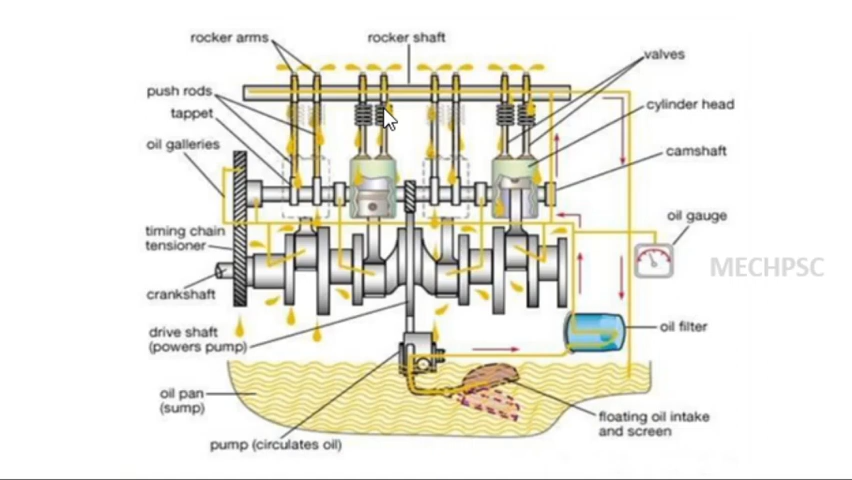 rocker arms
rocker shaft
valves
push rods
cylinder head
tappet
oil galleries
camshaft
oil gauge
timing chain
tensioner
MECHPSC
crankshaft
drive shaft
(powers pump)
oil filter
oil pan
(sump)
floating oil intake
and screen
pump (circulates oil)